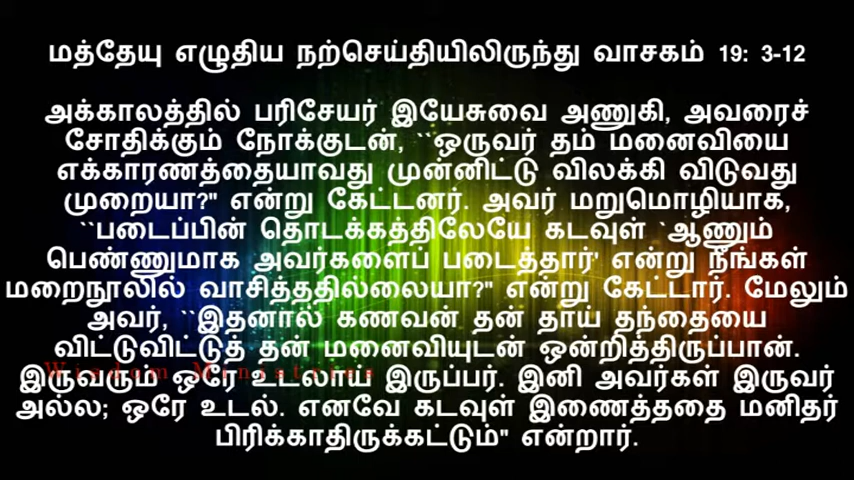 மத்தேயு எழுதிய நற்செய்தியிலிருந்து வாசகம் 19: 3-12
அக்காலத்தில் பரிசேயர் இயேசுவை அணுகி, அவரைச்
சோதிக்கும் நோக்குடன், ``ஒருவர் தம் மனைவியை
எக்காரணத்தையாவது முன்னிட்டு விலக்கி விடுவது
முறையா?" என்று கேட்டனர். அவர் மறுமொழியாக,
``படைப்பின் தொடக்கத்திலேயே கடவுள் `ஆணும்
பெண்ணுமாக அவர்களைப் படைத்தார்' என்று நீங்கள்
மறைநூலில் வாசித்ததில்லையா?" என்று கேட்டார். மேலும்
அவர், ``இதனால் கணவன் தன் தாய் தந்தையை
விட்டுவிட்டுத் தன் மனைவியுடன் ஒன்றித்திருப்பான்.
Wisdom Ministries
இருவரும் ஒரே உடலாய் இருப்பர். இனி அவர்கள் இருவர்
அல்ல; ஒரே உடல். எனவே கடவுள் இணைத்ததை மனிதர்
பிரிக்காதிருக்கட்டும்" என்றார்.